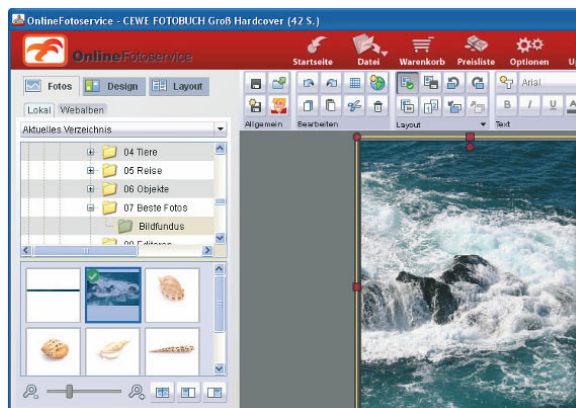 OnlineFotoservice - CEWE FOTOBUCH Groß Hardcover (42 S.)
OnlineFotoservice
Startseite Datei Warenkorb Preisliste Optionen
Fotos Design Layout
Lokal Webalben
Aktuelles Verzeichnis
04 Tiere
05 Reise
06 Objekte
07 Beste Fotos
Bildfundus
Arial
B I U A
Allgemein Bearbeiten Layout Text